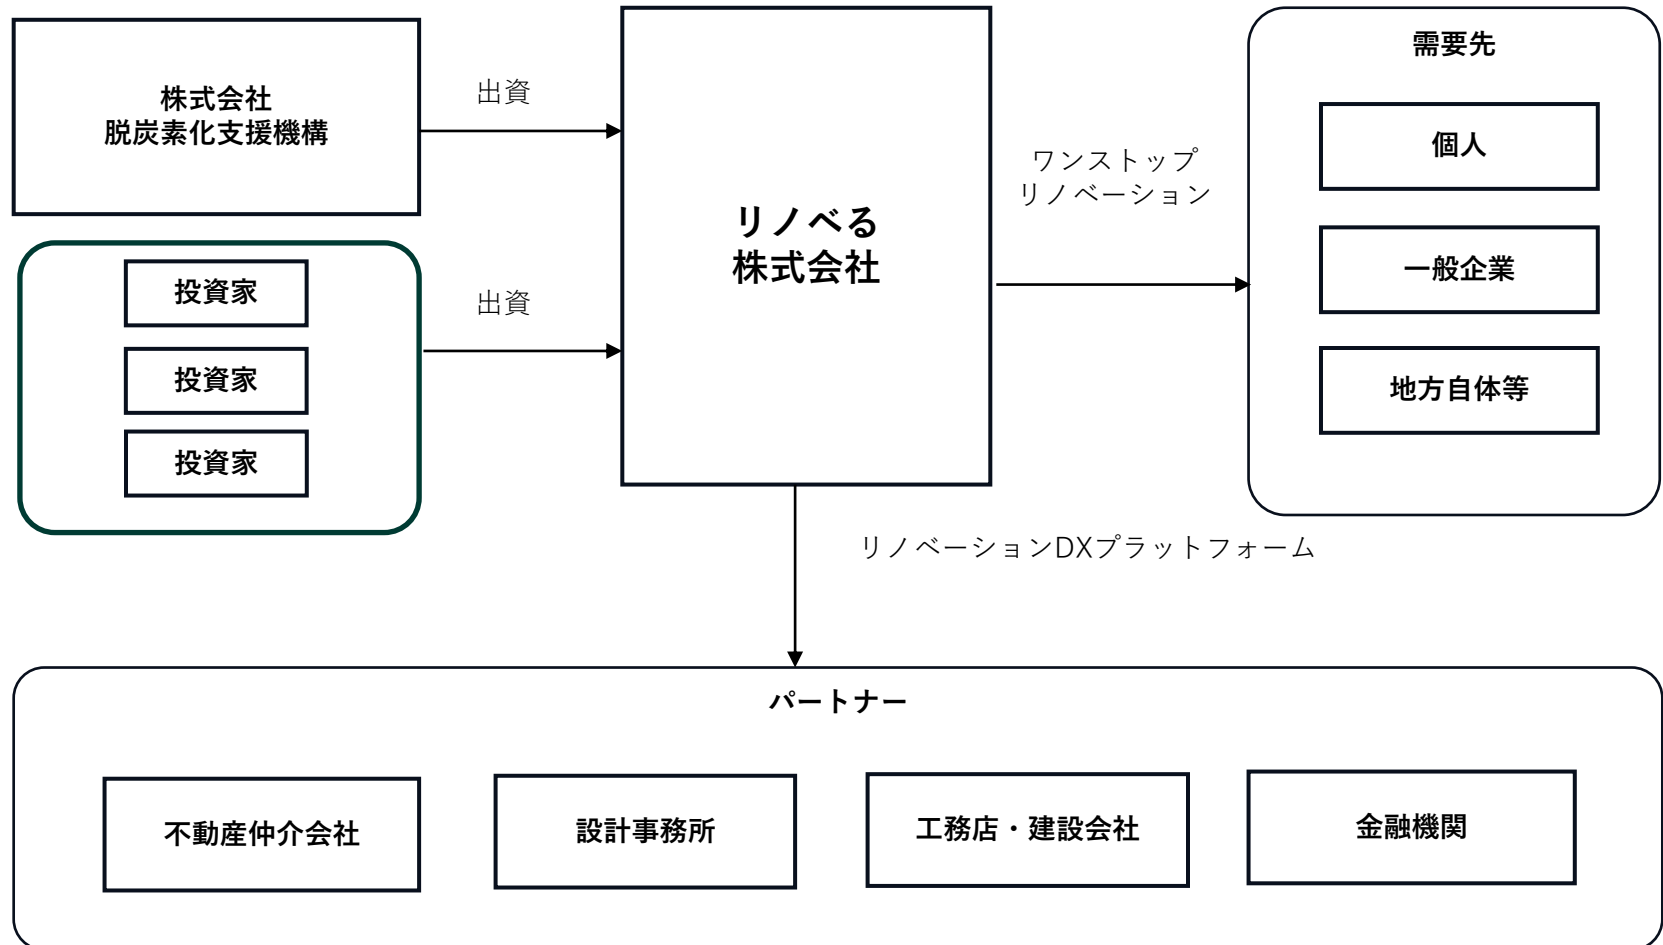 株式会社
脱炭素化支援機構
出資
投資家
投資家
投資家
出資
リノベる
株式会社
ワンストップ
リノベーション
需要先
個人
一般企業
地方自体等
リノベーションDXプラットフォーム
パートナー
不動産仲介会社
設計事務所
工務店・建設会社
金融機関